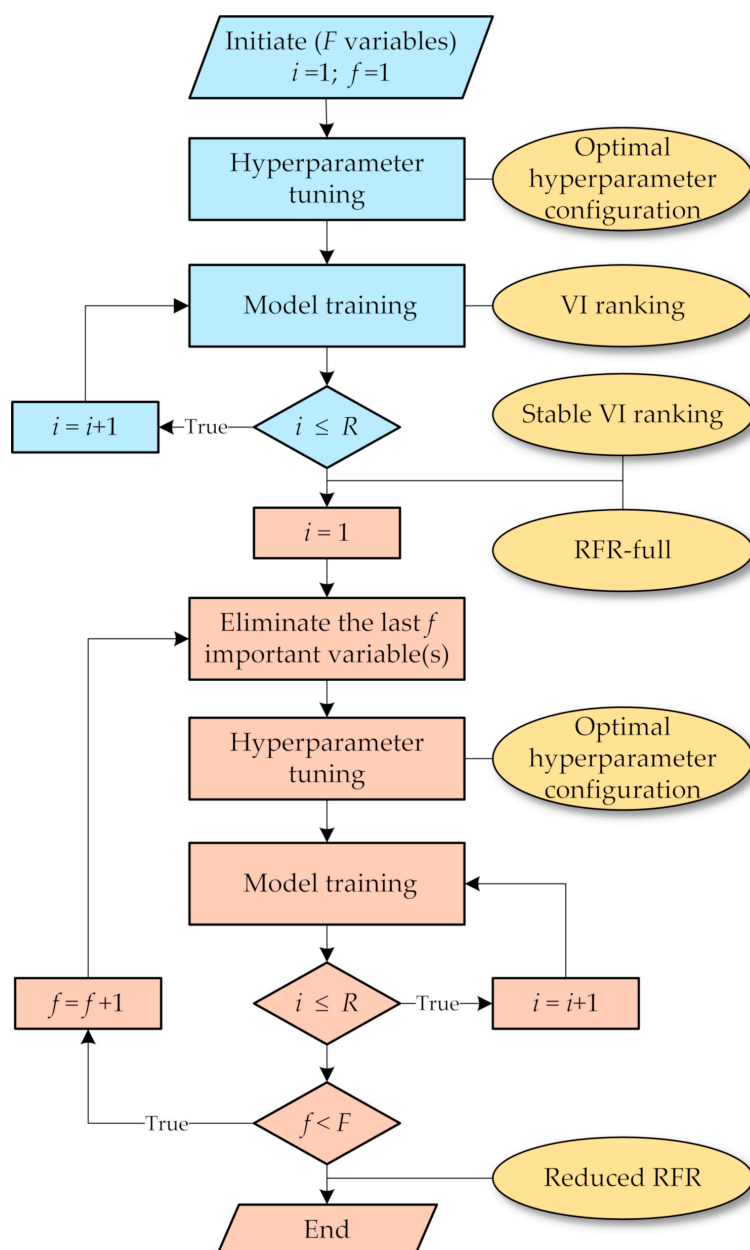 Initiate (F variables)
i =1; f =1
Hyperparameter
tuning
Optimal
hyperparameter
configuration
Model training
VI ranking
i = i+1
True
i ≤ R
Stable VI ranking
i = 1
RFR-full
Eliminate the last f
important variable(s)
Hyperparameter
tuning
Optimal
hyperparameter
configuration
Model training
f = f +1
i ≤ R
True
i = i+1
True
f < F
Reduced RFR
End